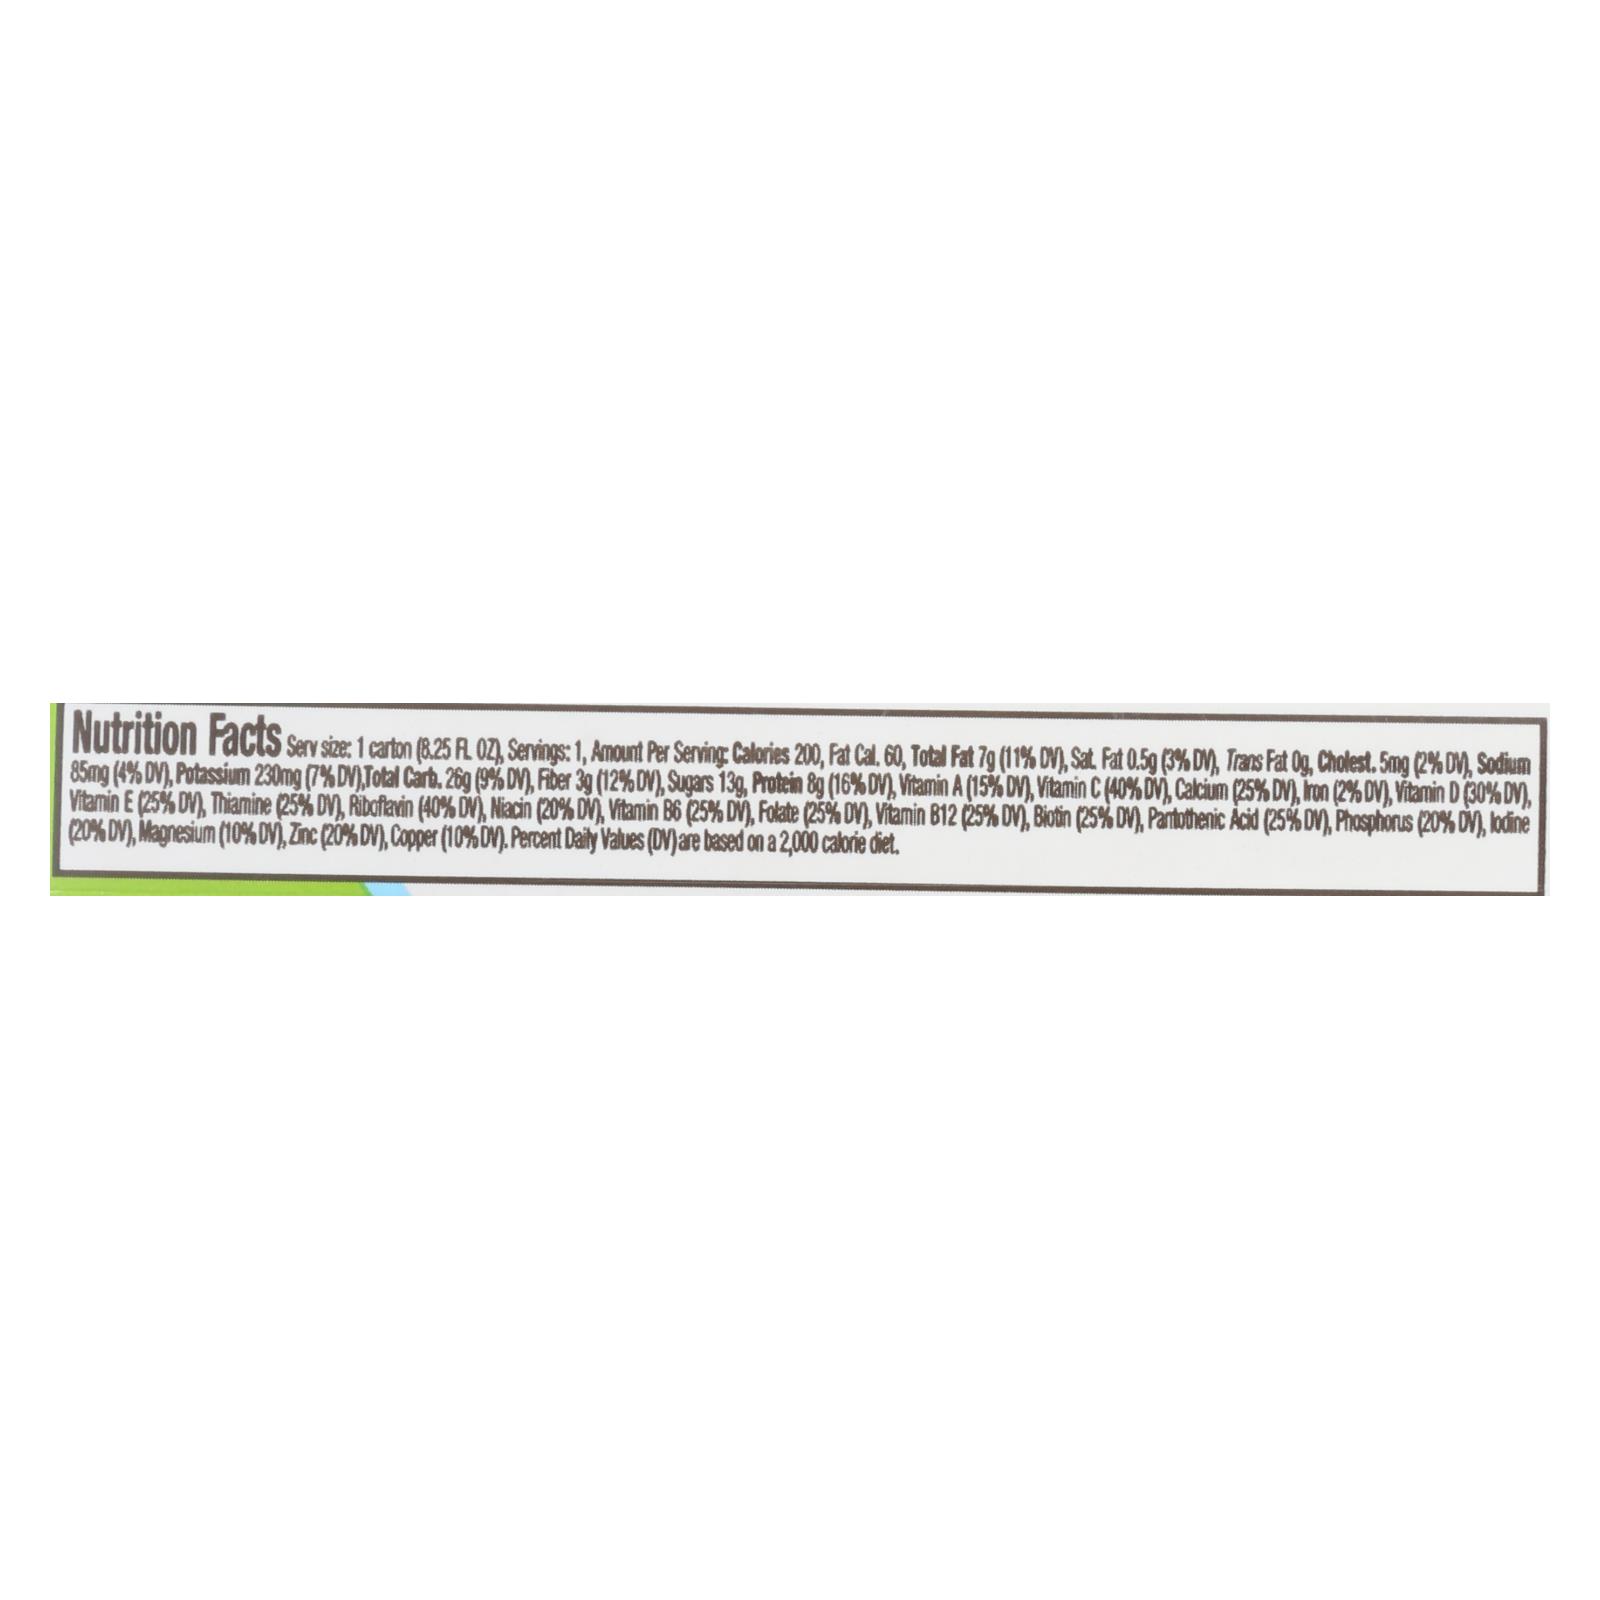 Nutrition Facts Serv size: 1 carton (8.25 FL OZ), Servings: 1, Amount Per Serving: Calories 200, Fat Cal. 60, Total Fat 7g (11% DV), Sat. Fat 0.5g (3% DV), Trans Fat 0g, Cholest. 5mg (2% DV), Sodium
85mg (4% DV), Potassium 230mg (7% DV),Total Carb. 26g (9% DV), Fiber 3g (12% DV), Sugars 13g, Protein 8g (16% DV), Vitamin A (15% DV), Vitamin C (40% DV), Calcium (25% DV), Iron (2% DV), Vitamin D (30% DV),
Vitamin E (25% DV), Thiamine (25% DV), Riboflavin (40% DV), Niacin (20% DV), Vitamin B6 (25% DV), Folate (25% DV), Vitamin B12 (25% DV), Biotin (25% DV), Pantothenic Acid (25% DV), Phosphorus (20% DV), Iodine
(20% DV), Magnesium (10% DV), Zinc (20% DV), Copper (10% DV). Percent Daily Values (DV) are based on a 2,000 calorie diet.